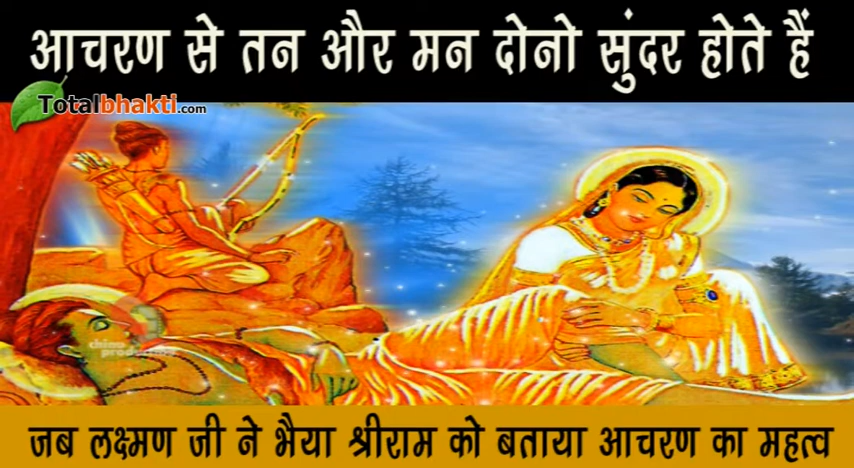 आचरण से तन और मन दोनो सुंदर होते हैं
Totalbhakti.com
जब लक्ष्मण जी ने भैया श्रीराम को बताया आचरण का महत्व